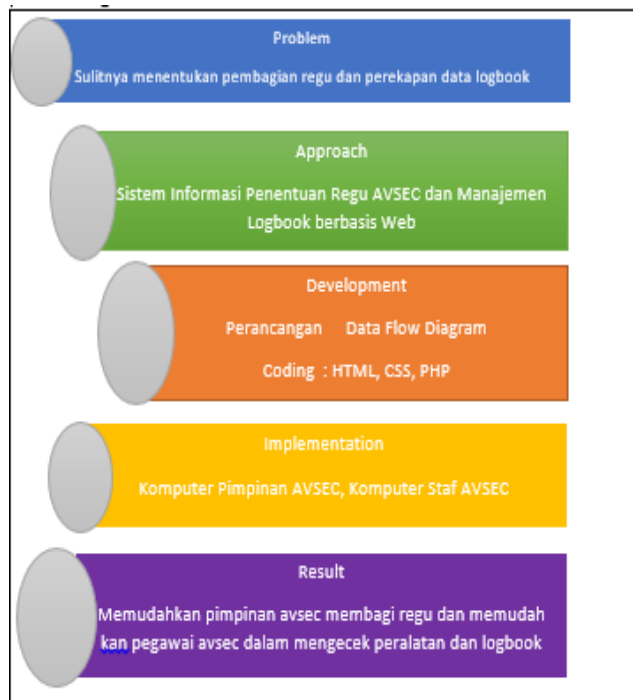 Problem
Sulitnya menentukan pembagian regu dan perekapan data logbook
Approach
Sistem Informasi Penentuan Regu AVSEC dan Manajemen
Logbook berbasis Web
Development
Perancangan Data Flow Diagram
Coding : HTML, CSS, PHP
Implementation
Komputer Pimpinan AVSEC, Komputer Staf AVSEC
Result
Memudahkan pimpinan avsec membagi regu dan memudah
kan pegawai avsec dalam mengecek peralatan dan logbook